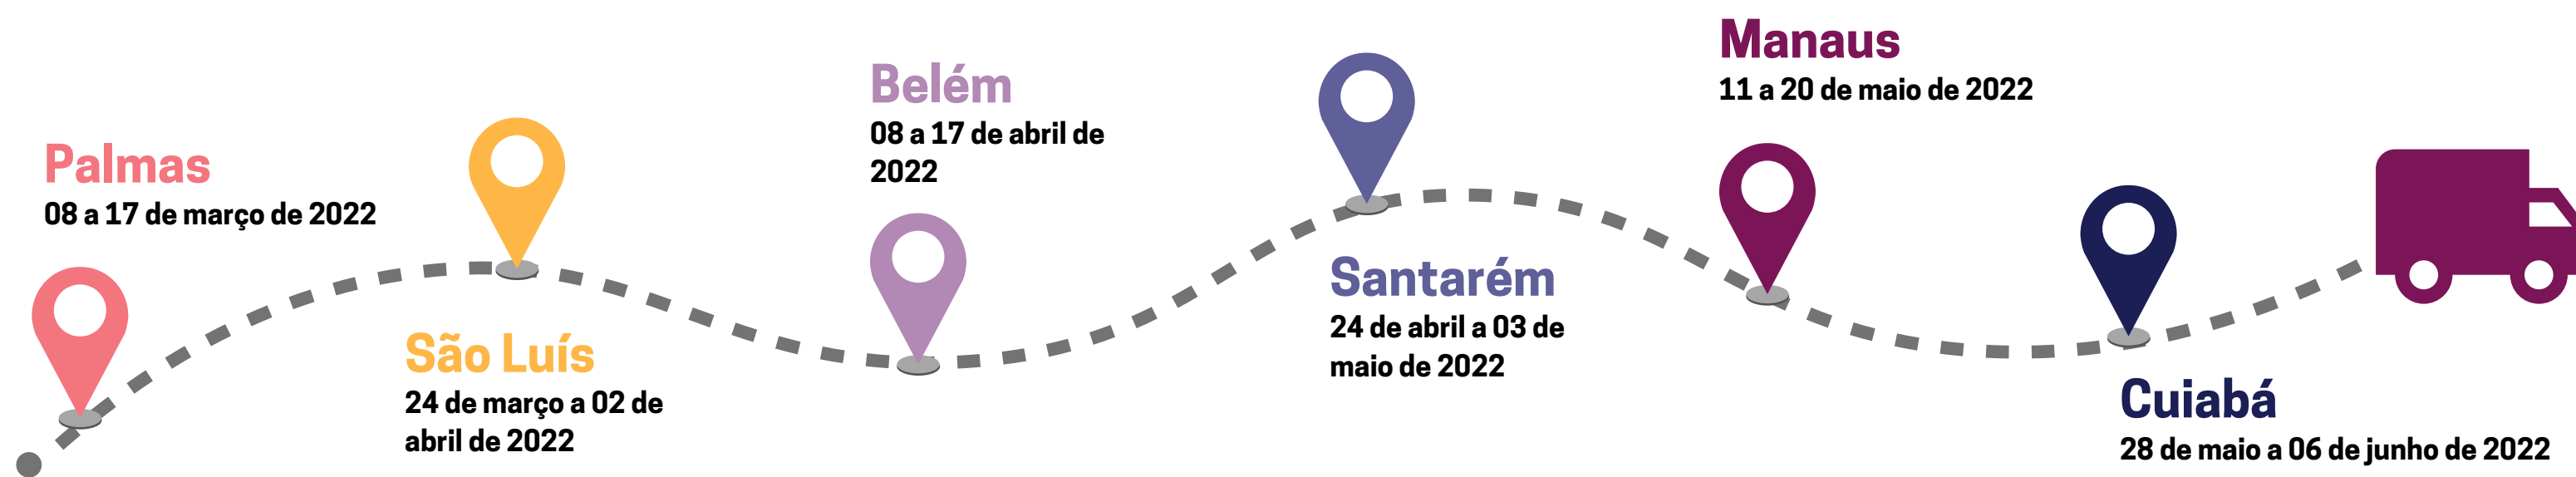 Palmas
08 a 17 de março de 2022
São Luís
24 de março a 02 de
abril de 2022
Belém
08 a 17 de abril de
2022
Santarém
24 de abril a 03 de
maio de 2022
Manaus
11 a 20 de maio de 2022
Cuiabá
28 de maio a 06 de junho de 2022